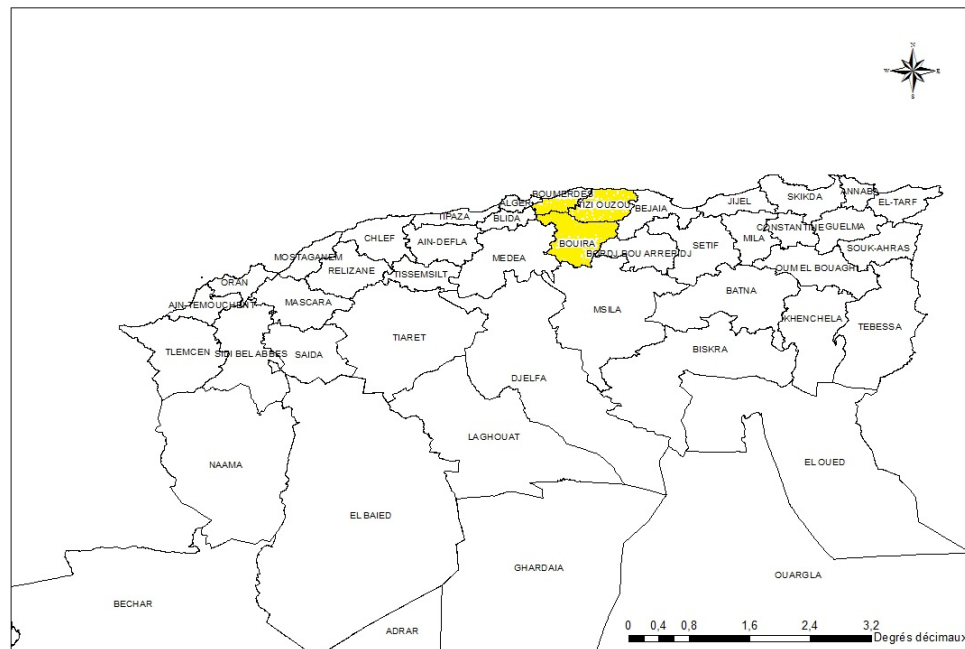 N
W E
S
BOUMERDES
ALGER
TIZI OUZOU
BEJAIA
JIJEL
SKIKDA
ANNABA
EL-TARF
TIPAZA
BLIDA
CONSTANTINE
GUELMA
CHLEF
AIN-DEFLA
BOUIRA
BORDJ BOU ARRERIDJ
SETIF
MILA
SOUK-AHRAS
MOSTAGANEM
RELIZANE
TISSEMSILT
MEDEA
OUM EL BOUAGHI
ORAN
AIN-TEMOUCHENT
MASCARA
MSILA
BATNA
KHENCHELA
TEBESSA
TLEMCEN
SIDI BEL ABBES
SAIDA
TIARET
BISKRA
DJELFA
LAGHOUAT
NAAMA
EL OUED
EL BAIED
GHARDAIA
OUARGLA
BECHAR
ADRAR
0 0,4 0,8 1,6 2,4 3,2
Degrés décimaux